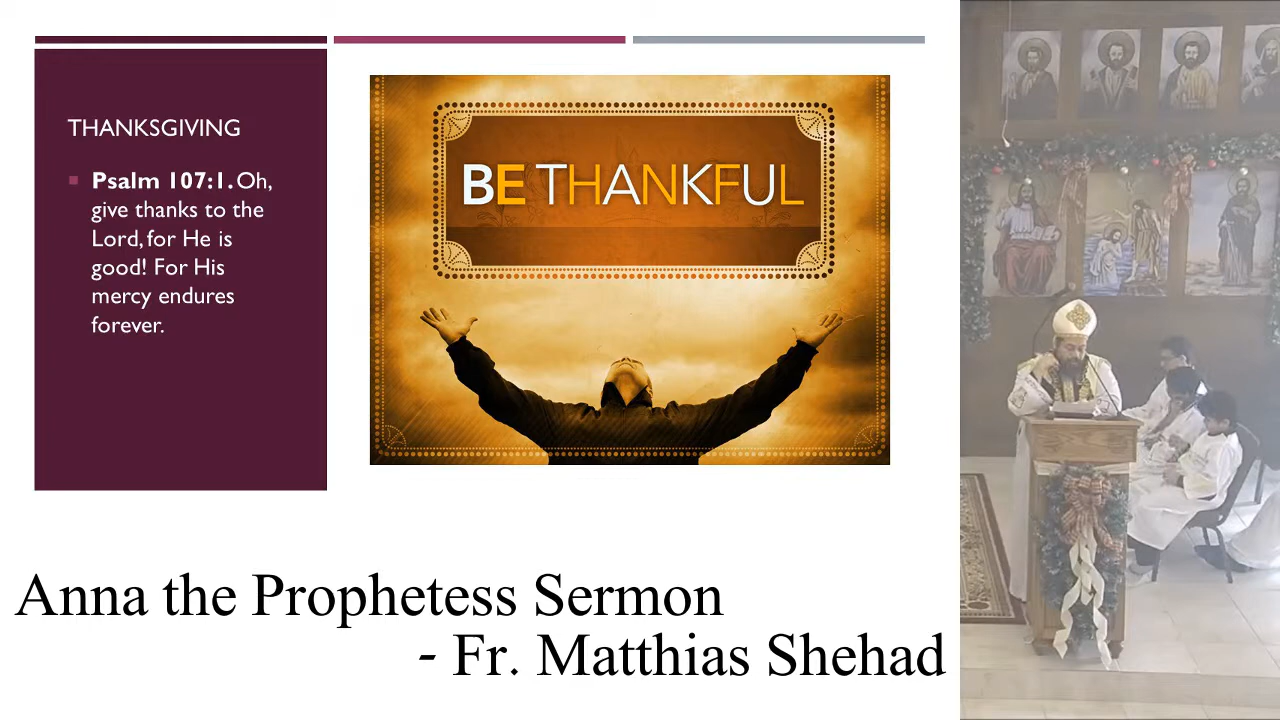 THANKSGIVING
Psalm 107:1. Oh,
give thanks to the
Lord, for He is
good! For His
mercy endures
forever.
BE THANKFUL
Anna the Prophetess Sermon
- Fr. Matthias Shehad